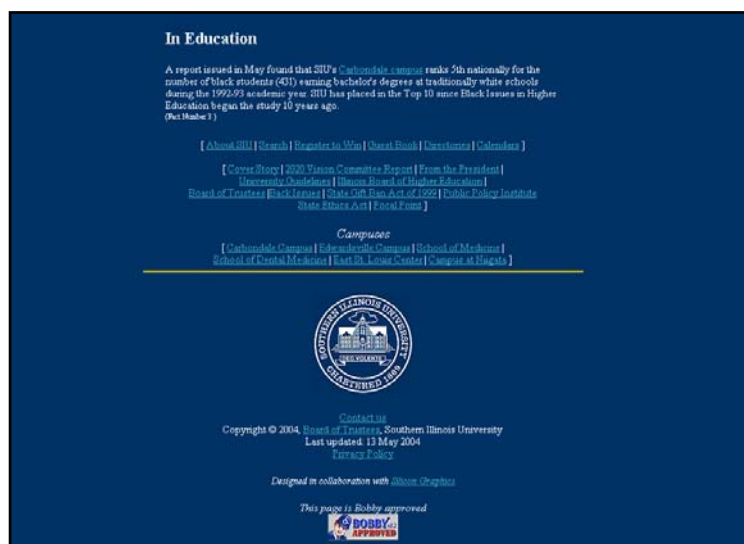 In Education
A report issued in May found that SIU's Carbondale campus ranks 5th nationally for the
number of black students (431) earning bachelor's degrees at traditionally white schools
during the 1992-93 academic year. SIU has placed in the Top 10 since Black Issues in Higher
Education began the study 10 years ago.
(Fact Number 3 )
[ About SIU | Search | Register to Win | Guest Book | Directories | Calendars ]
[ Cover Story | 2020 Vision Committee Report | From the President |
University Guidelines | Illinois Board of Higher Education |
Board of Trustees |Back Issues | State Gift Ban Act of 1999 | Public Policy Institute
State Ethics Act | Focal Point ]
Campuses
[ Carbondale Campus | Edwardsville Campus | School of Medicine |
School of Dental Medicine | East St. Louis Center | Campus at Niigata ]
SOUTHERN ILLINOIS UNIVERSITY
DEO VOLENTE
CHARTERED 1869
Contact us
Copyright © 2004, Board of Trustees, Southern Illinois University
Last updated: 13 May 2004
Privacy Policy
Designed in collaboration with Silicon Graphics
This page is Bobby approved
BOBBY
APPROVED